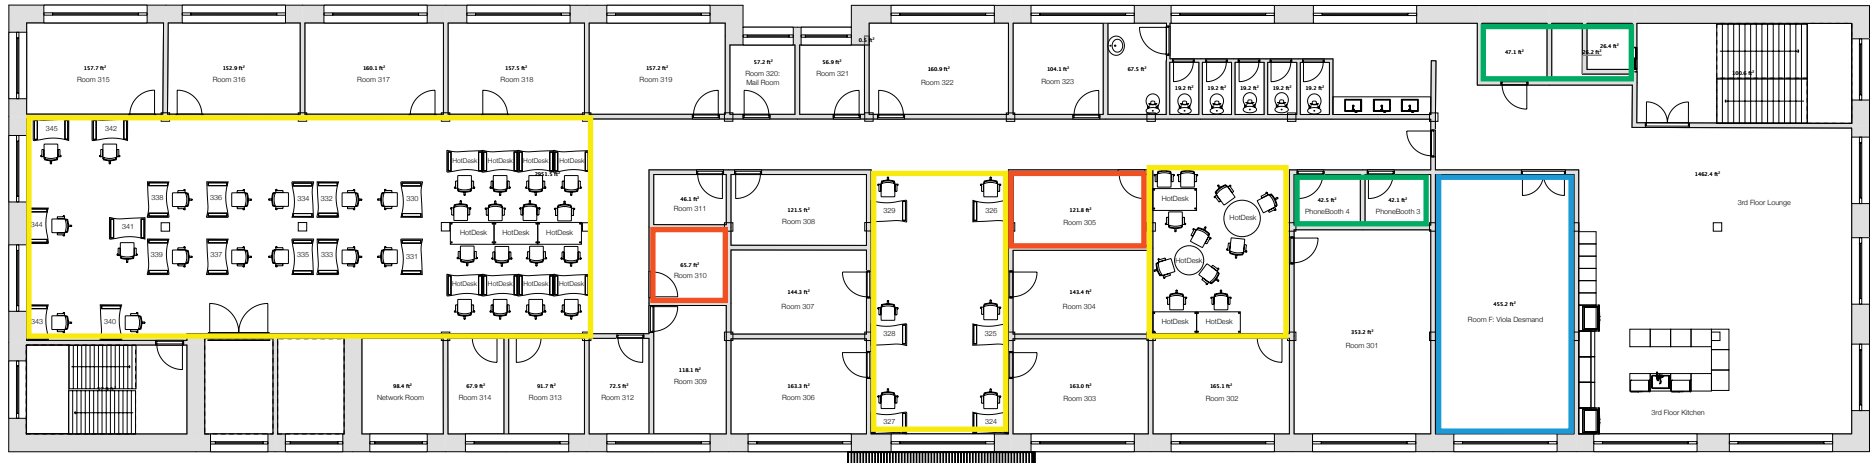 157.7 ft²
Room 315
152.9 ft²
Room 316
160.1 ft²
Room 317
157.5 ft²
Room 318
157.2 ft²
Room 319
57.2 ft²
Room 320:
Mail Room
56.9 ft²
Room 321
0.5 ft²
160.9 ft²
Room 322
104.1 ft²
Room 323
67.5 ft²
19.2 ft²
19.2 ft²
19.2 ft²
19.2 ft²
19.2 ft²
47.1 ft²
26.2 ft²
26.4 ft²
345
342
344
343
341
340
338
339
336
337
334
335
332
333
330
331
HotDesk
HotDesk
HotDesk
HotDesk
2951.5 ft²
HotDesk
HotDesk
HotDesk
HotDesk
HotDesk
HotDesk
HotDesk
46.1 ft²
Room 311
121.5 ft²
Room 308
65.7 ft²
Room 310
144.3 ft²
Room 307
118.1 ft²
Room 309
163.3 ft²
Room 306
329
326
328
325
327
324
121.8 ft²
Room 305
143.4 ft²
Room 304
163.0 ft²
Room 303
HotDesk
HotDesk
HotDesk
HotDesk
HotDesk
165.1 ft²
Room 302
42.5 ft²
PhoneBooth 4
42.1 ft²
PhoneBooth 3
353.2 ft²
Room 301
455.2 ft²
Room F: Viola Desmand
1462.4 ft²
3rd Floor Lounge
3rd Floor Kitchen
98.4 ft²
Network Room
67.9 ft²
Room 314
91.7 ft²
Room 313
72.5 ft²
Room 312